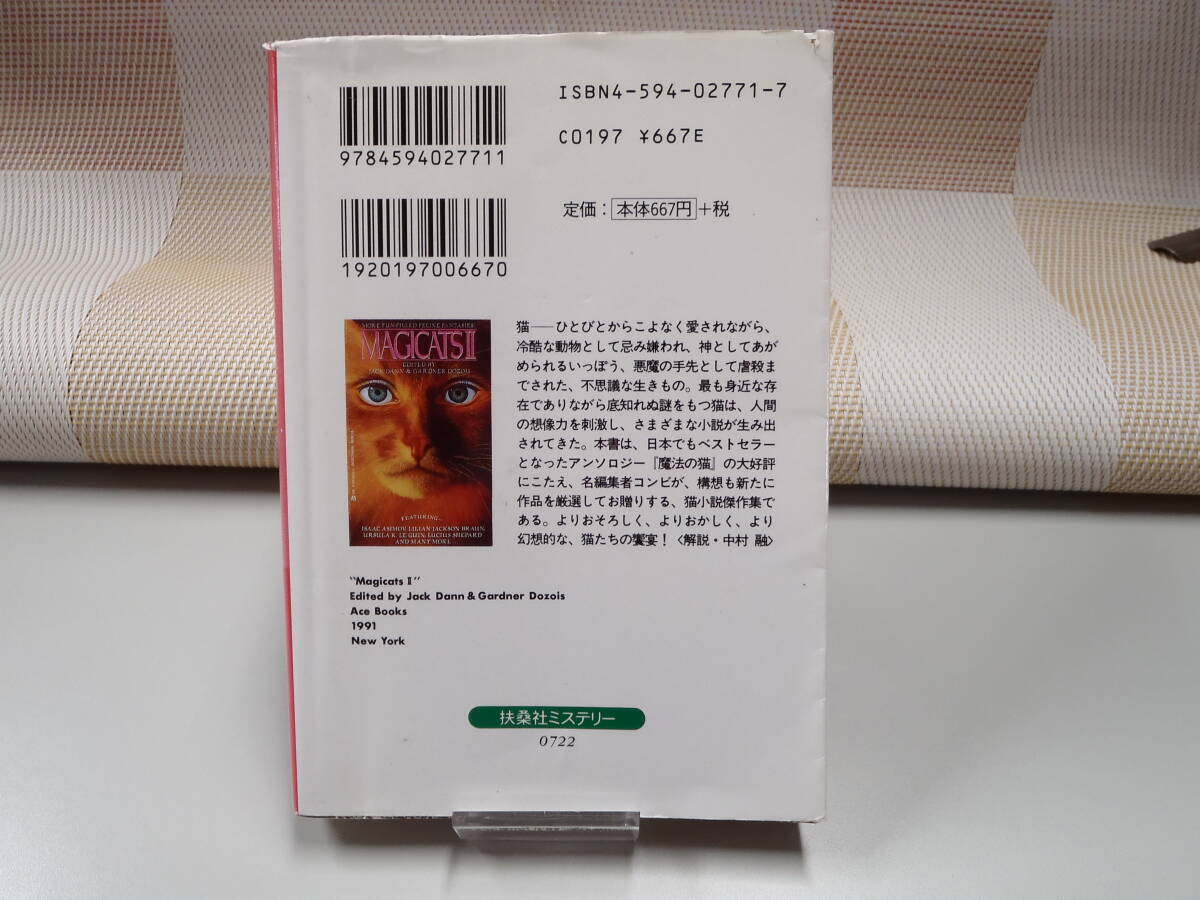 ISBN4-594-02771-7
C0197 ¥667E
9784594027711
定価：本体667円+税
1920197006670
MORE FUN-FILLED FELINE FANTASIES!
MAGICATS II
EDITED BY
JACK DANN & GARDNER DOZOIS
FEATURING...
ISAAC ASIMOV, LILIAN JACKSON BRAUN,
URSULA K. LE GUIN, LUCIUS SHEPARD
AND MANY MORE...
猫――ひとびとからこよなく愛されながら、
冷酷な動物として忌み嫌われ、神としてあが
められるいっぽう、悪魔の手先として虐殺ま
でされた、不思議な生きもの。最も身近な存
在でありながら底知れぬ謎をもつ猫は、人間
の想像力を刺激し、さまざまな小説が生み出
されてきた。本書は、日本でもベストセラー
となったアンソロジー『魔法の猫』の大好評
にこたえ、名編集者コンビが、構想も新たに
作品を厳選してお贈りする、猫小説傑作集で
ある。よりおそろしく、よりおかしく、より
幻想的な、猫たちの饗宴！〈解説・中村 融〉
"Magicats II"
Edited by Jack Dann & Gardner Dozois
Ace Books
1991
New York
扶桑社ミステリー
0722